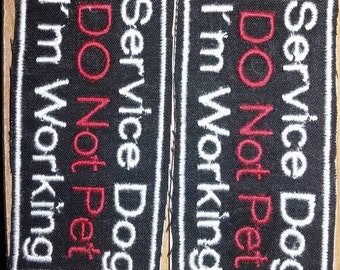 Service Dog
DO Not Pet
I'm Working
Service Dog
DO Not Pet
I'm Working